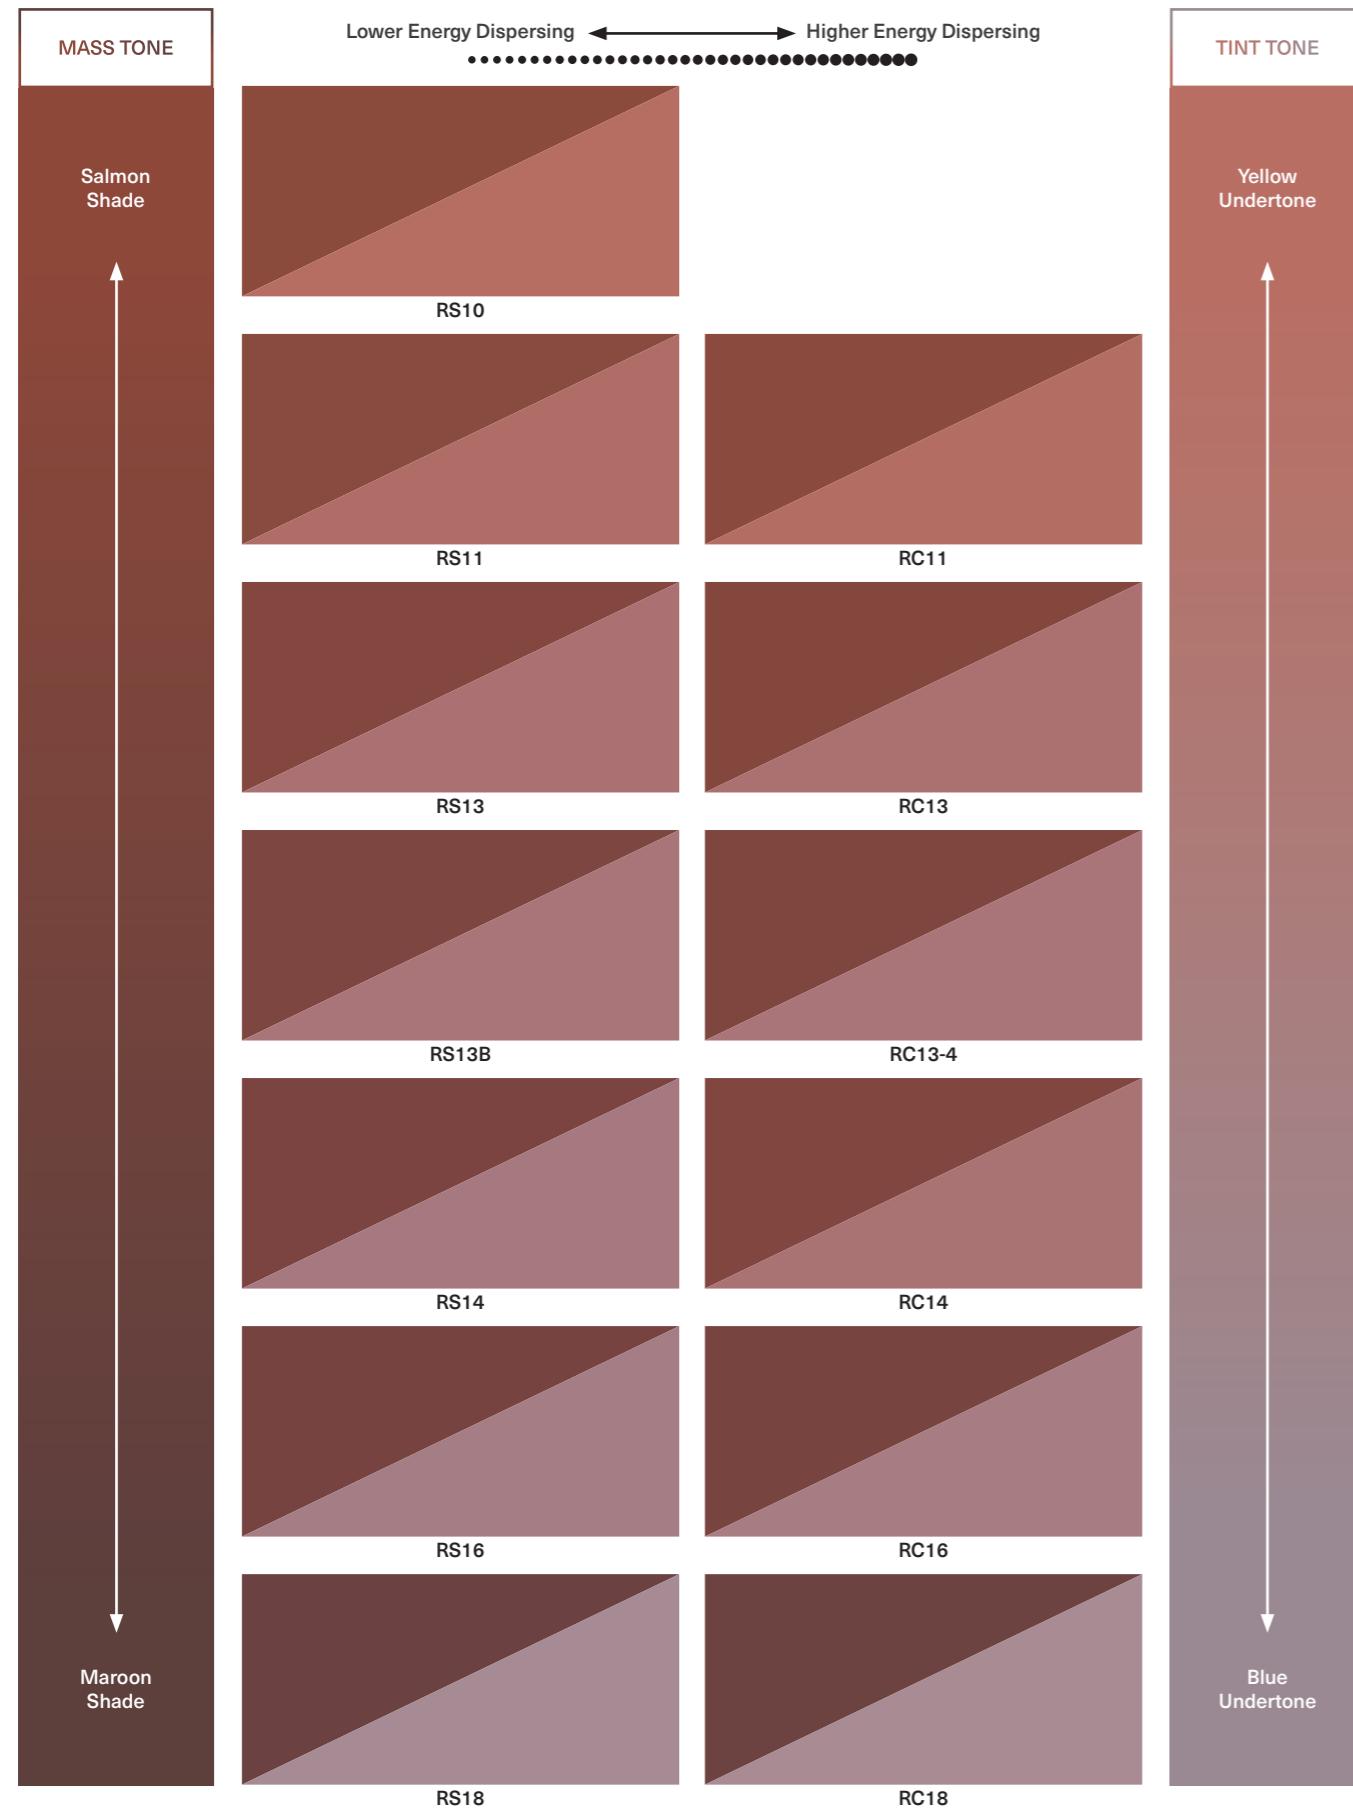 MASS TONE
Lower Energy Dispersing
Higher Energy Dispersing
TINT TONE
Salmon
Shade
Yellow
Undertone
RS10
RS11
RC11
RS13
RC13
RS13B
RC13-4
RS14
RC14
RS16
RC16
Maroon
Shade
Blue
Undertone
RS18
RC18